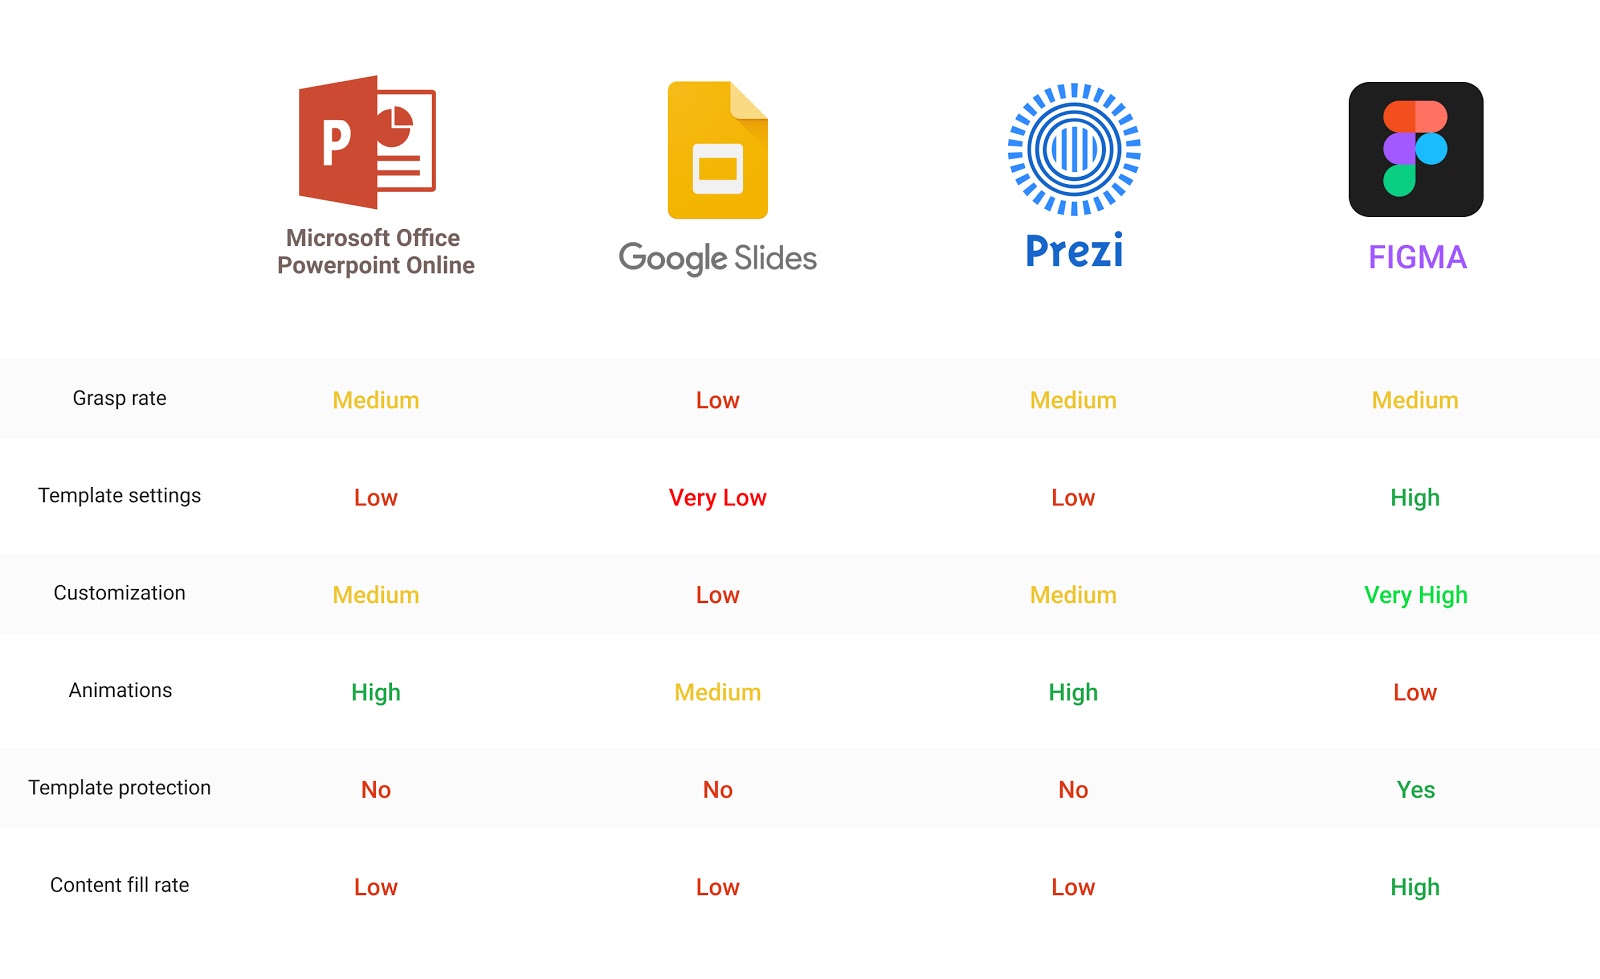 P
Microsoft Office
Powerpoint Online
Google Slides
Prezi
FIGMA
Grasp rate Medium Low Medium Medium
Template settings Low Very Low Low High
Customization Medium Low Medium Very High
Animations High Medium High Low
Template protection No No No Yes
Content fill rate Low Low Low High